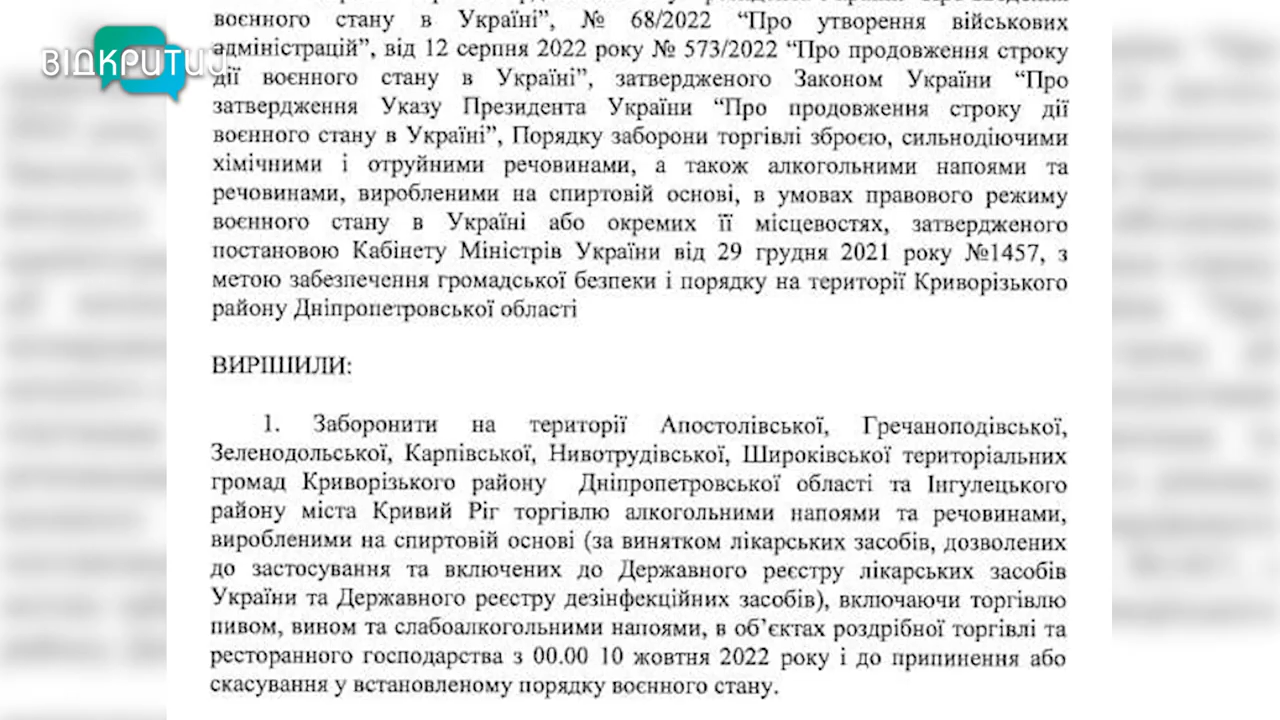 ВІДКРИТИЙ
воєнного стану в Україні”, № 68/2022 “Про утворення військових
адміністрацій”, від 12 серпня 2022 року № 573/2022 “Про продовження строку
дії воєнного стану в Україні”, затвердженого Законом України “Про
затвердження Указу Президента України “Про продовження строку дії
воєнного стану в Україні”, Порядку заборони торгівлі зброєю, сильнодіючими
хімічними і отруйними речовинами, а також алкогольними напоями та
речовинами, виробленими на спиртовій основі, в умовах правового режиму
воєнного стану в Україні або окремих її місцевостях, затвердженого
постановою Кабінету Міністрів України від 29 грудня 2021 року №1457, з
метою забезпечення громадської безпеки і порядку на території Криворізького
району Дніпропетровської області
ВИРІШИЛИ:
1. Заборонити на території Апостолівської, Гречаноподівської,
Зеленодольської, Карпівської, Нивотрудівської, Широківської територіальних
громад Криворізького району Дніпропетровської області та Інгулецького
району міста Кривий Ріг торгівлю алкогольними напоями та речовинами,
виробленими на спиртовій основі (за винятком лікарських засобів, дозволених
до застосування та включених до Державного реєстру лікарських засобів
України та Державного реєстру дезінфекційних засобів), включаючи торгівлю
пивом, вином та слабоалкогольними напоями, в об’єктах роздрібної торгівлі та
ресторанного господарства з 00.00 10 жовтня 2022 року і до припинення або
скасування у встановленому порядку воєнного стану.